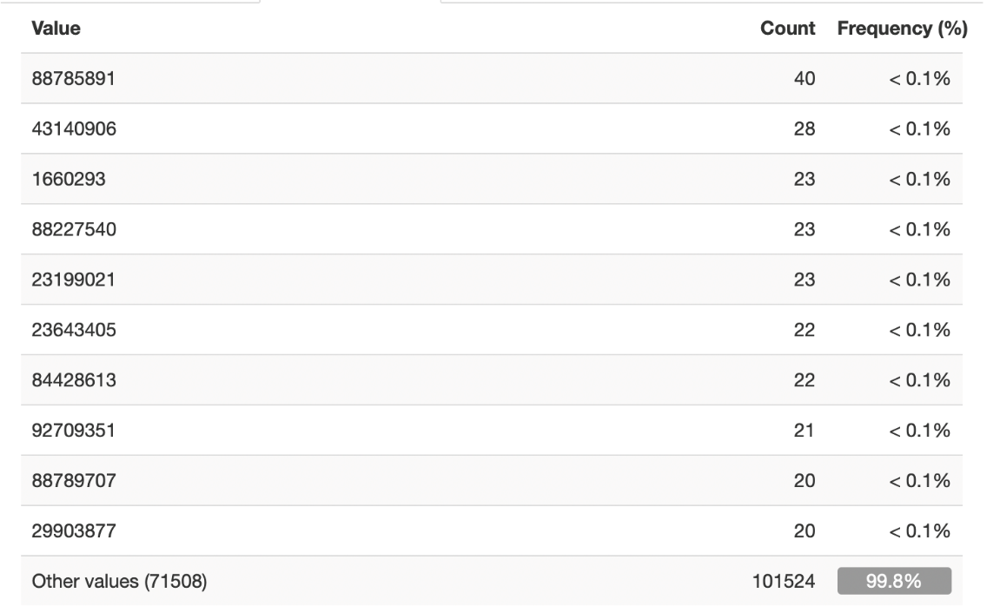 Value Count Frequency (%)
88785891 40 < 0.1%
43140906 28 < 0.1%
1660293 23 < 0.1%
88227540 23 < 0.1%
23199021 23 < 0.1%
23643405 22 < 0.1%
84428613 22 < 0.1%
92709351 21 < 0.1%
88789707 20 < 0.1%
29903877 20 < 0.1%
Other values (71508) 101524 99.8%